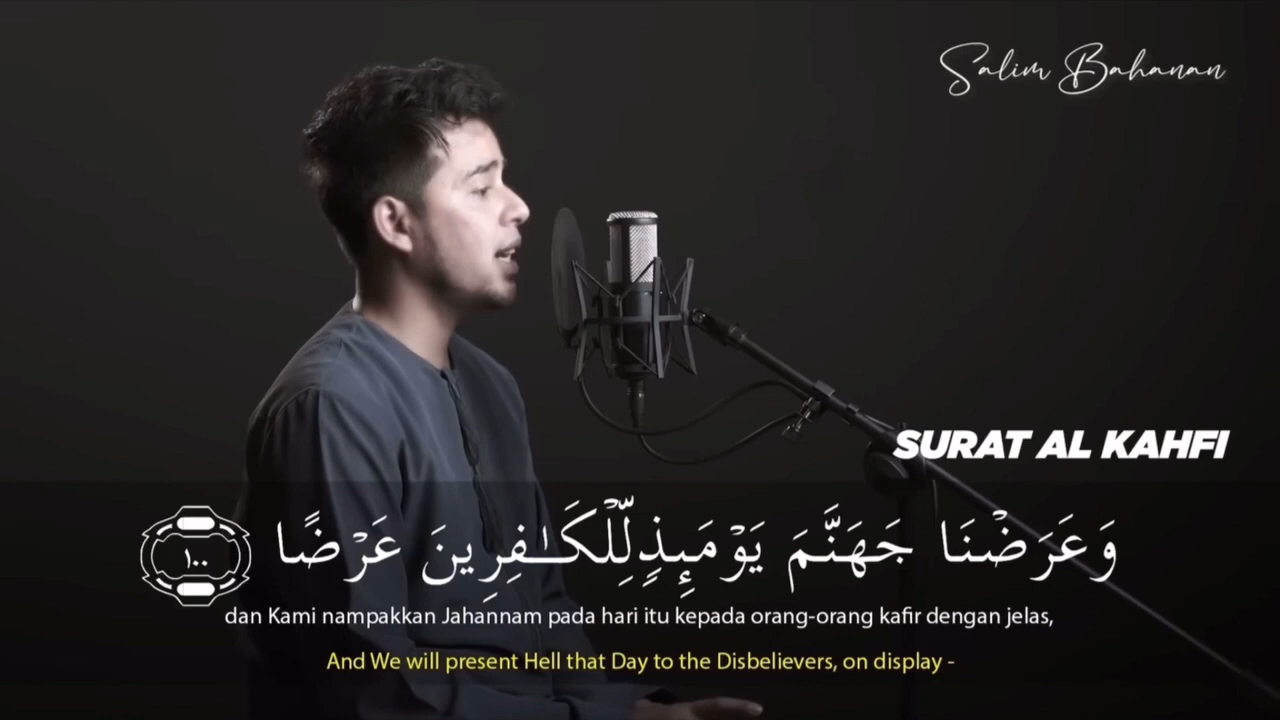 Salim Bahanan
SURAT AL KAHFI
وَعَرَضْنَا جَهَنَّمَ يَوْمَىِٕذٍ لِّلْكَٰفِرِينَ عَرْضًا ١٠٠
dan Kami nampakkan Jahannam pada hari itu kepada orang-orang kafir dengan jelas,
And We will present Hell that Day to the Disbelievers, on display -